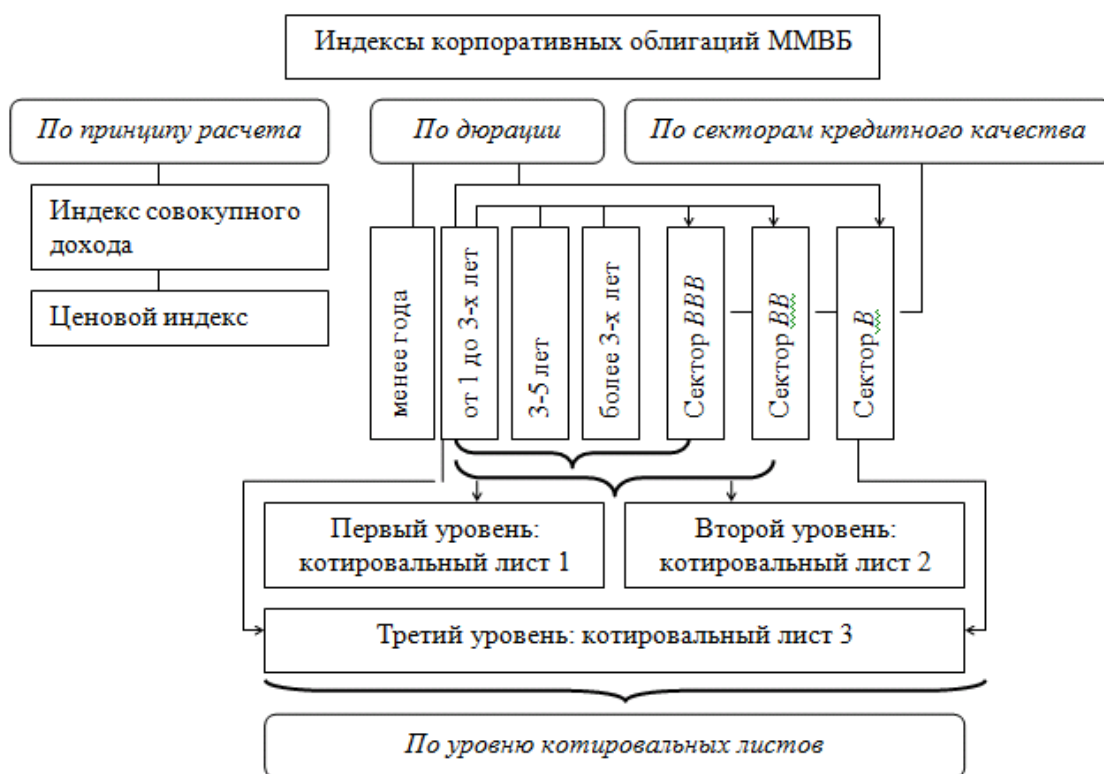 Индексы корпоративных облигаций ММВБ
По принципу расчета
По дюрации
По секторам кредитного качества
Индекс совокупного
дохода
Ценовой индекс
менее года
от 1 до 3-х лет
3-5 лет
более 3-х лет
Сектор BBB
Сектор BB
Сектор B
Первый уровень:
котировальный лист 1
Второй уровень:
котировальный лист 2
Третий уровень: котировальный лист 3
По уровню котировальных листов